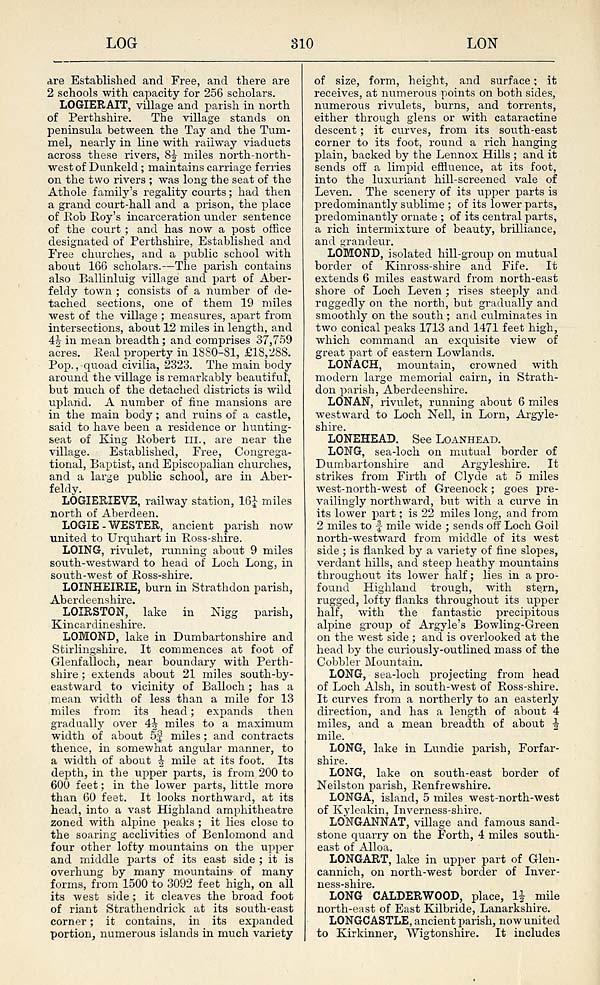 LOG 310 LON
are Established and Free, and there are
2 schools with capacity for 256 scholars.
LOGIERAIT, village and parish in north
of Perthshire. The village stands on
peninsula between the Tay and the Tum-
mel, nearly in line with railway viaducts
across these rivers, 8½ miles north-north-
west of Dunkeld; maintains carriage ferries
on the two rivers; was long the seat of the
Athole family's regality courts; had then
a grand court-hall and a prison, the place
of Rob Roy's incarceration under sentence
of the court; and has now a post office
designated of Perthshire, Established and
Free churches, and a public school with
about 166 scholars.—The parish contains
also Ballinluig village and part of Aber-
feldy town; consists of a number of de-
tached sections, one of them 19 miles
west of the village; measures, apart from
intersections, about 12 miles in length, and
4½ in mean breadth; and comprises 37,759
acres. Real property in 1880-81, £18,288.
Pop., quoad civilia, 2323. The main body
around the village is remarkably beautiful,
but much of the detached districts is wild
upland. A number of fine mansions are
in the main body; and ruins of a castle,
said to have been a residence or hunting-
seat of King Robert III., are near the
village. Established, Free, Congrega-
tional, Baptist, and Episcopalian churches,
and a large public school, are in Aber-
feldy.
LOGIERIEVE, railway station, 16¼ miles
north of Aberdeen.
LOGIE-WESTER, ancient parish now
united to Urquhart in Ross-shire.
LOING, rivulet, running about 9 miles
south-westward to head of Loch Long, in
south-west of Ross-shire.
LOINHEIRIE, burn in Strathdon parish,
Aberdeenshire.
LOIRSTON, lake in Nigg parish,
Kincardineshire.
LOMOND, lake in Dumbartonshire and
Stirlingshire. It commences at foot of
Glenfalloch, near boundary with Perth-
shire; extends about 21 miles south-by-
eastward to vicinity of Balloch; has a
mean width of less than a mile for 13
miles from its head; expands then
gradually over 4½ miles to a maximum
width of about 5¾ miles; and contracts
thence, in somewhat angular manner, to
a width of about ½ mile at its foot. Its
depth, in the upper parts, is from 200 to
600 feet; in the lower parts, little more
than 60 feet. It looks northward, at its
head, into a vast Highland amphitheatre
zoned with alpine peaks; it lies close to
the soaring acclivities of Benlomond and
four other lofty mountains on the upper
and middle parts of its east side; it is
overhung by many mountains of many
forms, from 1500 to 3092 feet high, on all
its west side; it cleaves the broad foot
of riant Strathendrick at its south-east
corner; it contains, in its expanded
portion, numerous islands in much variety
of size, form, height, and surface; it
receives, at numerous points on both sides,
numerous rivulets, burns, and torrents,
either through glens or with cataractine
descent; it curves, from its south-east
corner to its foot, round a rich hanging
plain, backed by the Lennox Hills; and it
sends off a limpid effluence, at its foot,
into the luxuriant hill-screened vale of
Leven. The scenery of its upper parts is
predominantly sublime; of its lower parts,
predominantly ornate; of its central parts,
a rich intermixture of beauty, brilliance,
and grandeur.
LOMOND, isolated hill-group on mutual
border of Kinross-shire and Fife. It
extends 6 miles eastward from north-east
shore of Loch Leven; rises steeply and
ruggedly on the north, but gradually and
smoothly on the south; and culminates in
two conical peaks 1713 and 1471 feet high,
which command an exquisite view of
great part of eastern Lowlands.
LONACH, mountain, crowned with
modern large memorial cairn, in Strath-
don parish, Aberdeenshire.
LONAN, rivulet, running about 6 miles
westward to Loch Nell, in Lorn, Argyle-
shire.
LONEHEAD. See LOANHEAD.
LONG, sea-loch on mutual border of
Dumbartonshire and Argyleshire. It
strikes from Firth of Clyde at 5 miles
west-north-west of Greenock; goes pre-
vailingly northward, but with a curve in
its lower part; is 22 miles long, and from
2 miles to ¾ mile wide; sends off Loch Goil
north-westward from middle of its west
side; is flanked by a variety of fine slopes,
verdant hills, and steep heathy mountains
throughout its lower half; lies in a pro-
found Highland trough, with stern,
rugged, lofty flanks throughout its upper
half, with the fantastic precipitous
alpine group of Argyle's Bowling-Green
on the west side; and is overlooked at the
head by the curiously-outlined mass of the
Cobbler Mountain.
LONG, sea-loch projecting from head
of Loch Alsh, in south-west of Ross-shire.
It curves from a northerly to an easterly
direction, and has a length of about 4
miles, and a mean breadth of about ½
mile.
LONG, lake in Lundie parish, Forfar-
shire.
LONG, lake on south-east border of
Neilston parish, Renfrewshire.
LONGA, island, 5 miles west-north-west
of Kyleakin, Inverness-shire.
LONGANNAT, village and famous sand-
stone quarry on the Forth, 4 miles south-
east of Alloa.
LONGART, lake in upper part of Glen-
cannich, on north-west border of Inver-
ness-shire.
LONG CALDERWOOD, place, 1½ mile
north-east of East Kilbride, Lanarkshire.
LONGCASTLE, ancient parish, now united
to Kirkinner, Wigtonshire. It includes